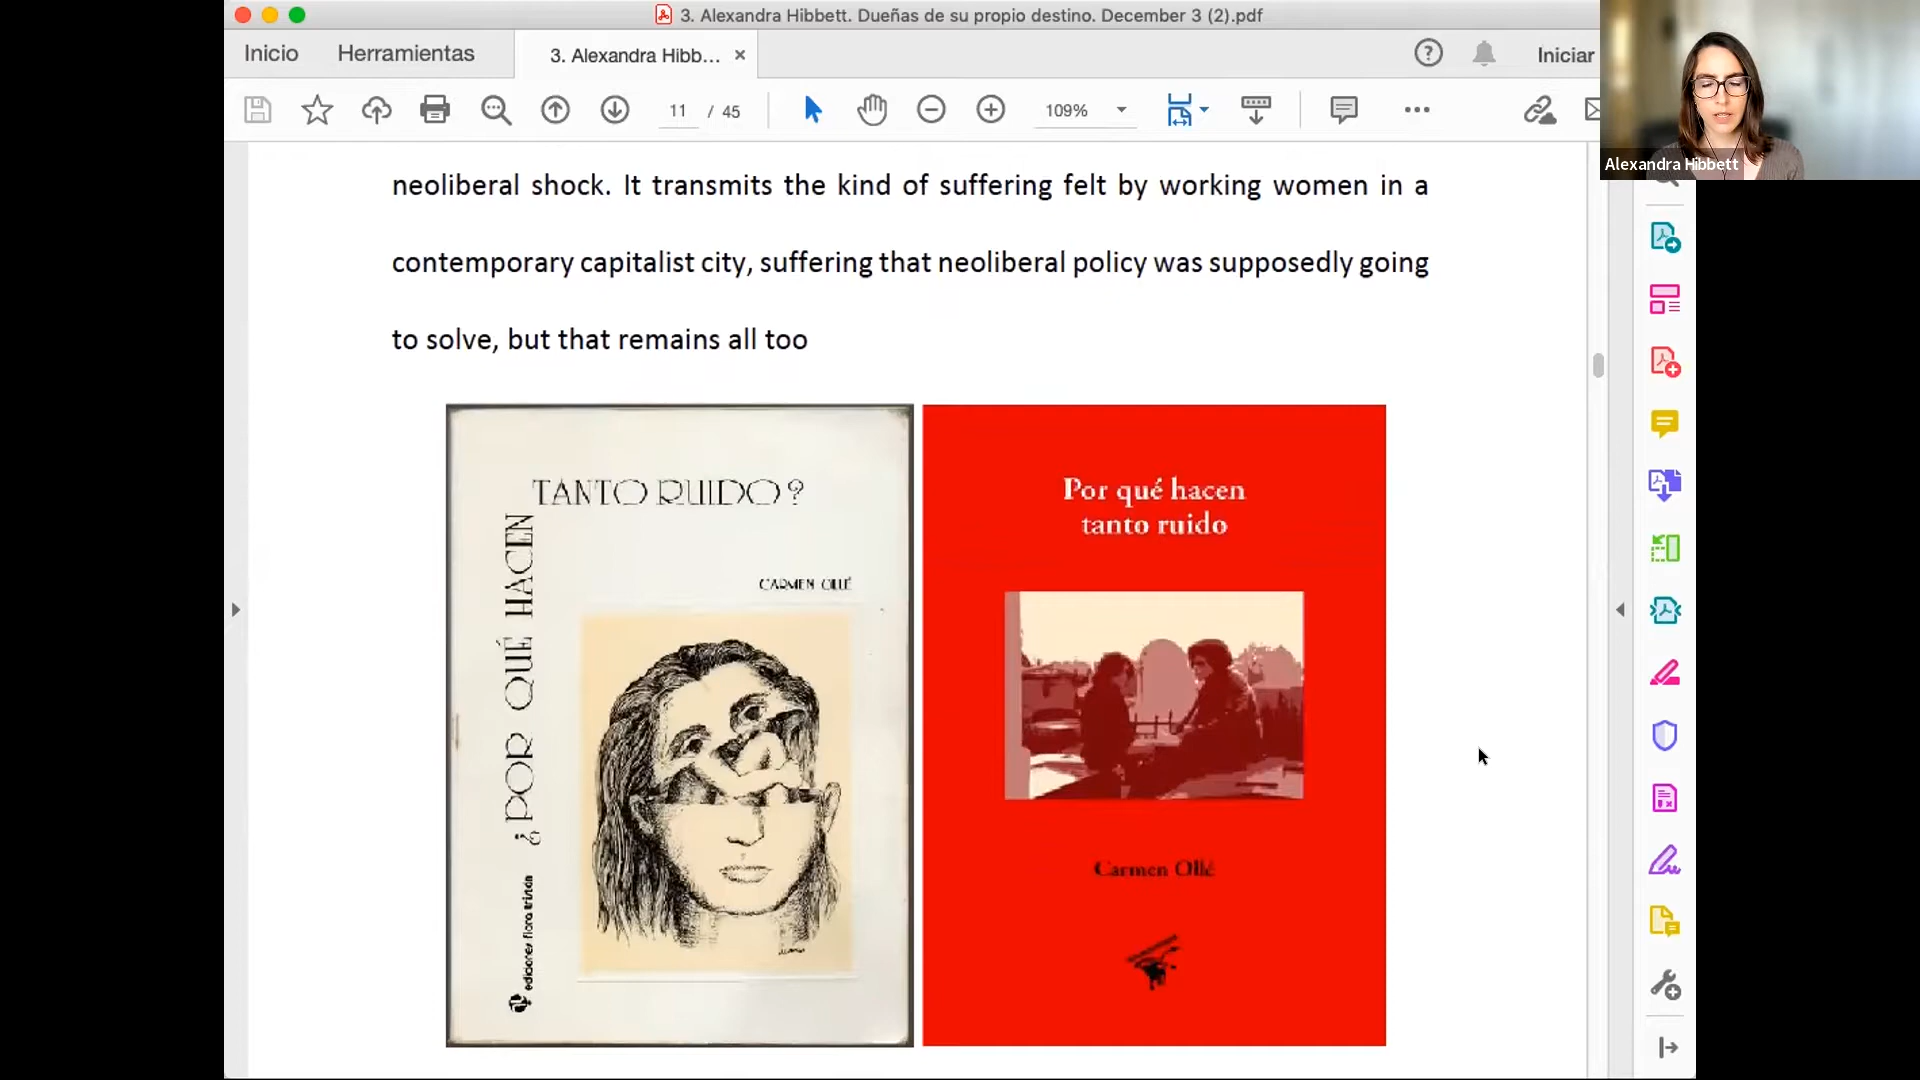 3. Alexandra Hibbett. Dueñas de su propio destino. December 3 (2).pdf
Inicio
Herramientas
3. Alexandra Hibb...
Iniciar
11 / 45
109%
Alexandra Hibbett
neoliberal shock. It transmits the kind of suffering felt by working women in a
contemporary capitalist city, suffering that neoliberal policy was supposedly going
to solve, but that remains all too
¿POR QUÉ HACEN
TANTO RUIDO?
CARMEN OLLÉ
ediciones flora tristán
Por qué hacen
tanto ruido
Carmen Ollé